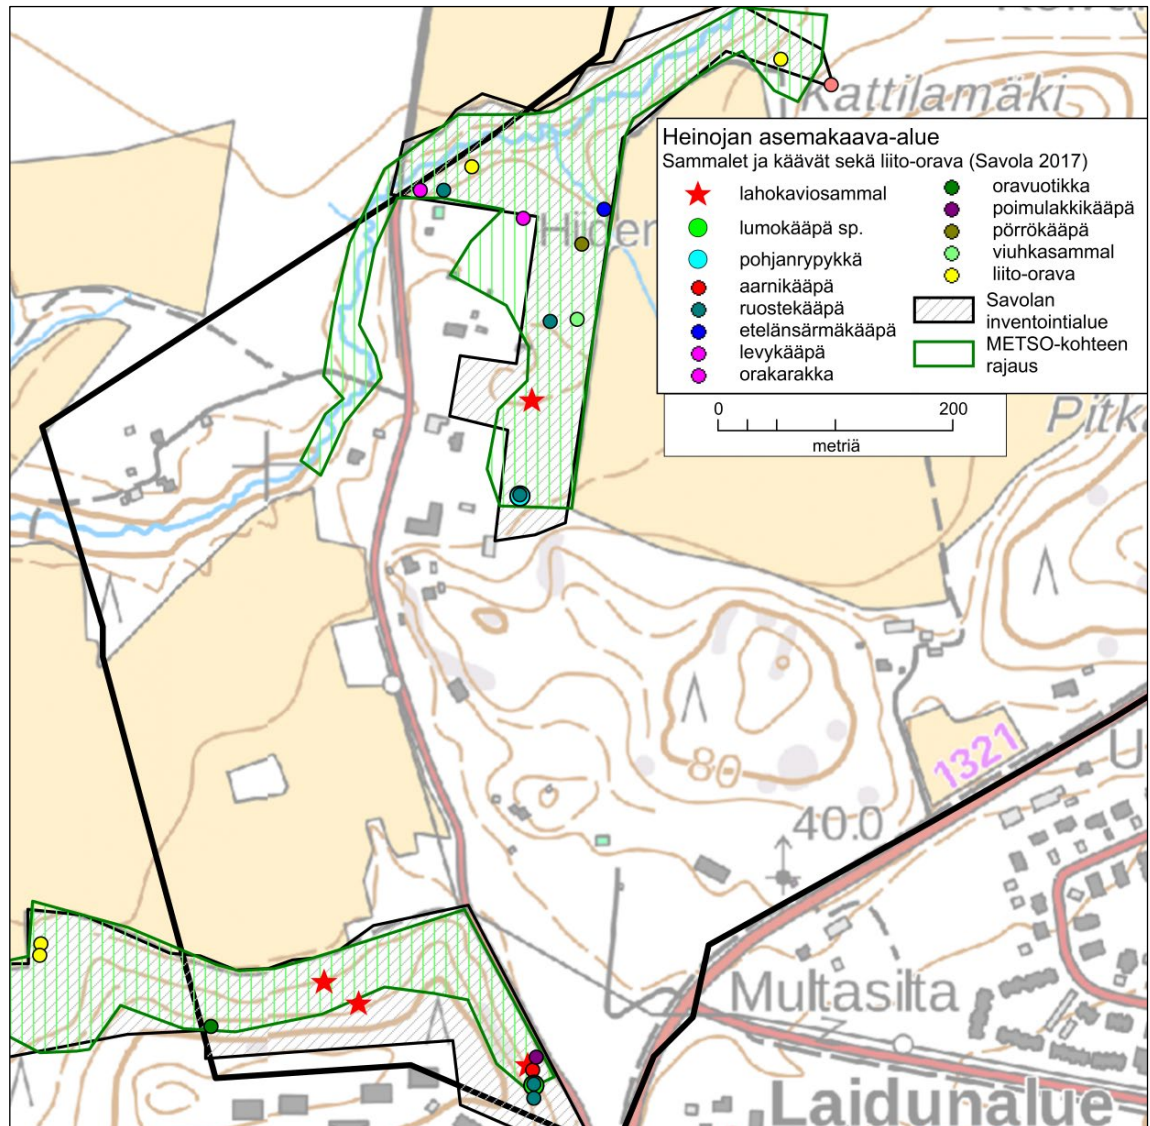 Kattilamäki
Heinojan asemakaava-alue
Sammalet ja käävät sekä liito-orava (Savola 2017)
lahokaviosammal
lumokääpä sp.
pohjanrypykkä
aarnikääpä
ruostekääpä
etelänsärmäkääpä
levykääpä
orakarakka
oravuotikka
poimulakkikääpä
pörrökääpä
viuhkasammal
liito-orava
Savolan
inventointialue
METSO-kohteen
rajaus
0 200
metriä
80
1321
40.0
Multasilta
Laidunalue